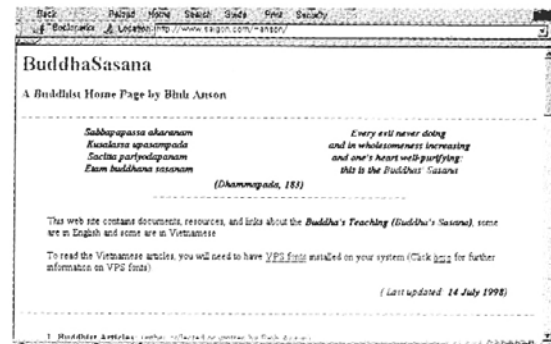 Back Reload Home Search Guide Print Security
Bookmarks Location: http://www.saigon.com/~anson/
BuddhaSasana
A Buddhist Home Page by Binh Anson
Sabbapapassa akaranam
Kusalassa upasampada
Sacitta pariyodapanam
Etam buddhana sasanam
Every evil never doing
and in wholesomeness increasing
and one's heart well-purifying:
this is the Buddhas' Sasana
(Dhammapada, 183)
This web site contains documents, resources, and links about the Buddha's Teaching (Buddha's Sasana), some
are in English and some are in Vietnamese
To read the Vietnamese articles, you will need to have VPS fonts installed on your system (Click here for further
information on VPS fonts)
( Last updated: 14 July 1998)
1. Buddhist Articles